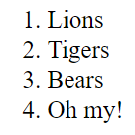 1. Lions
2. Tigers
3. Bears
4. Oh my!